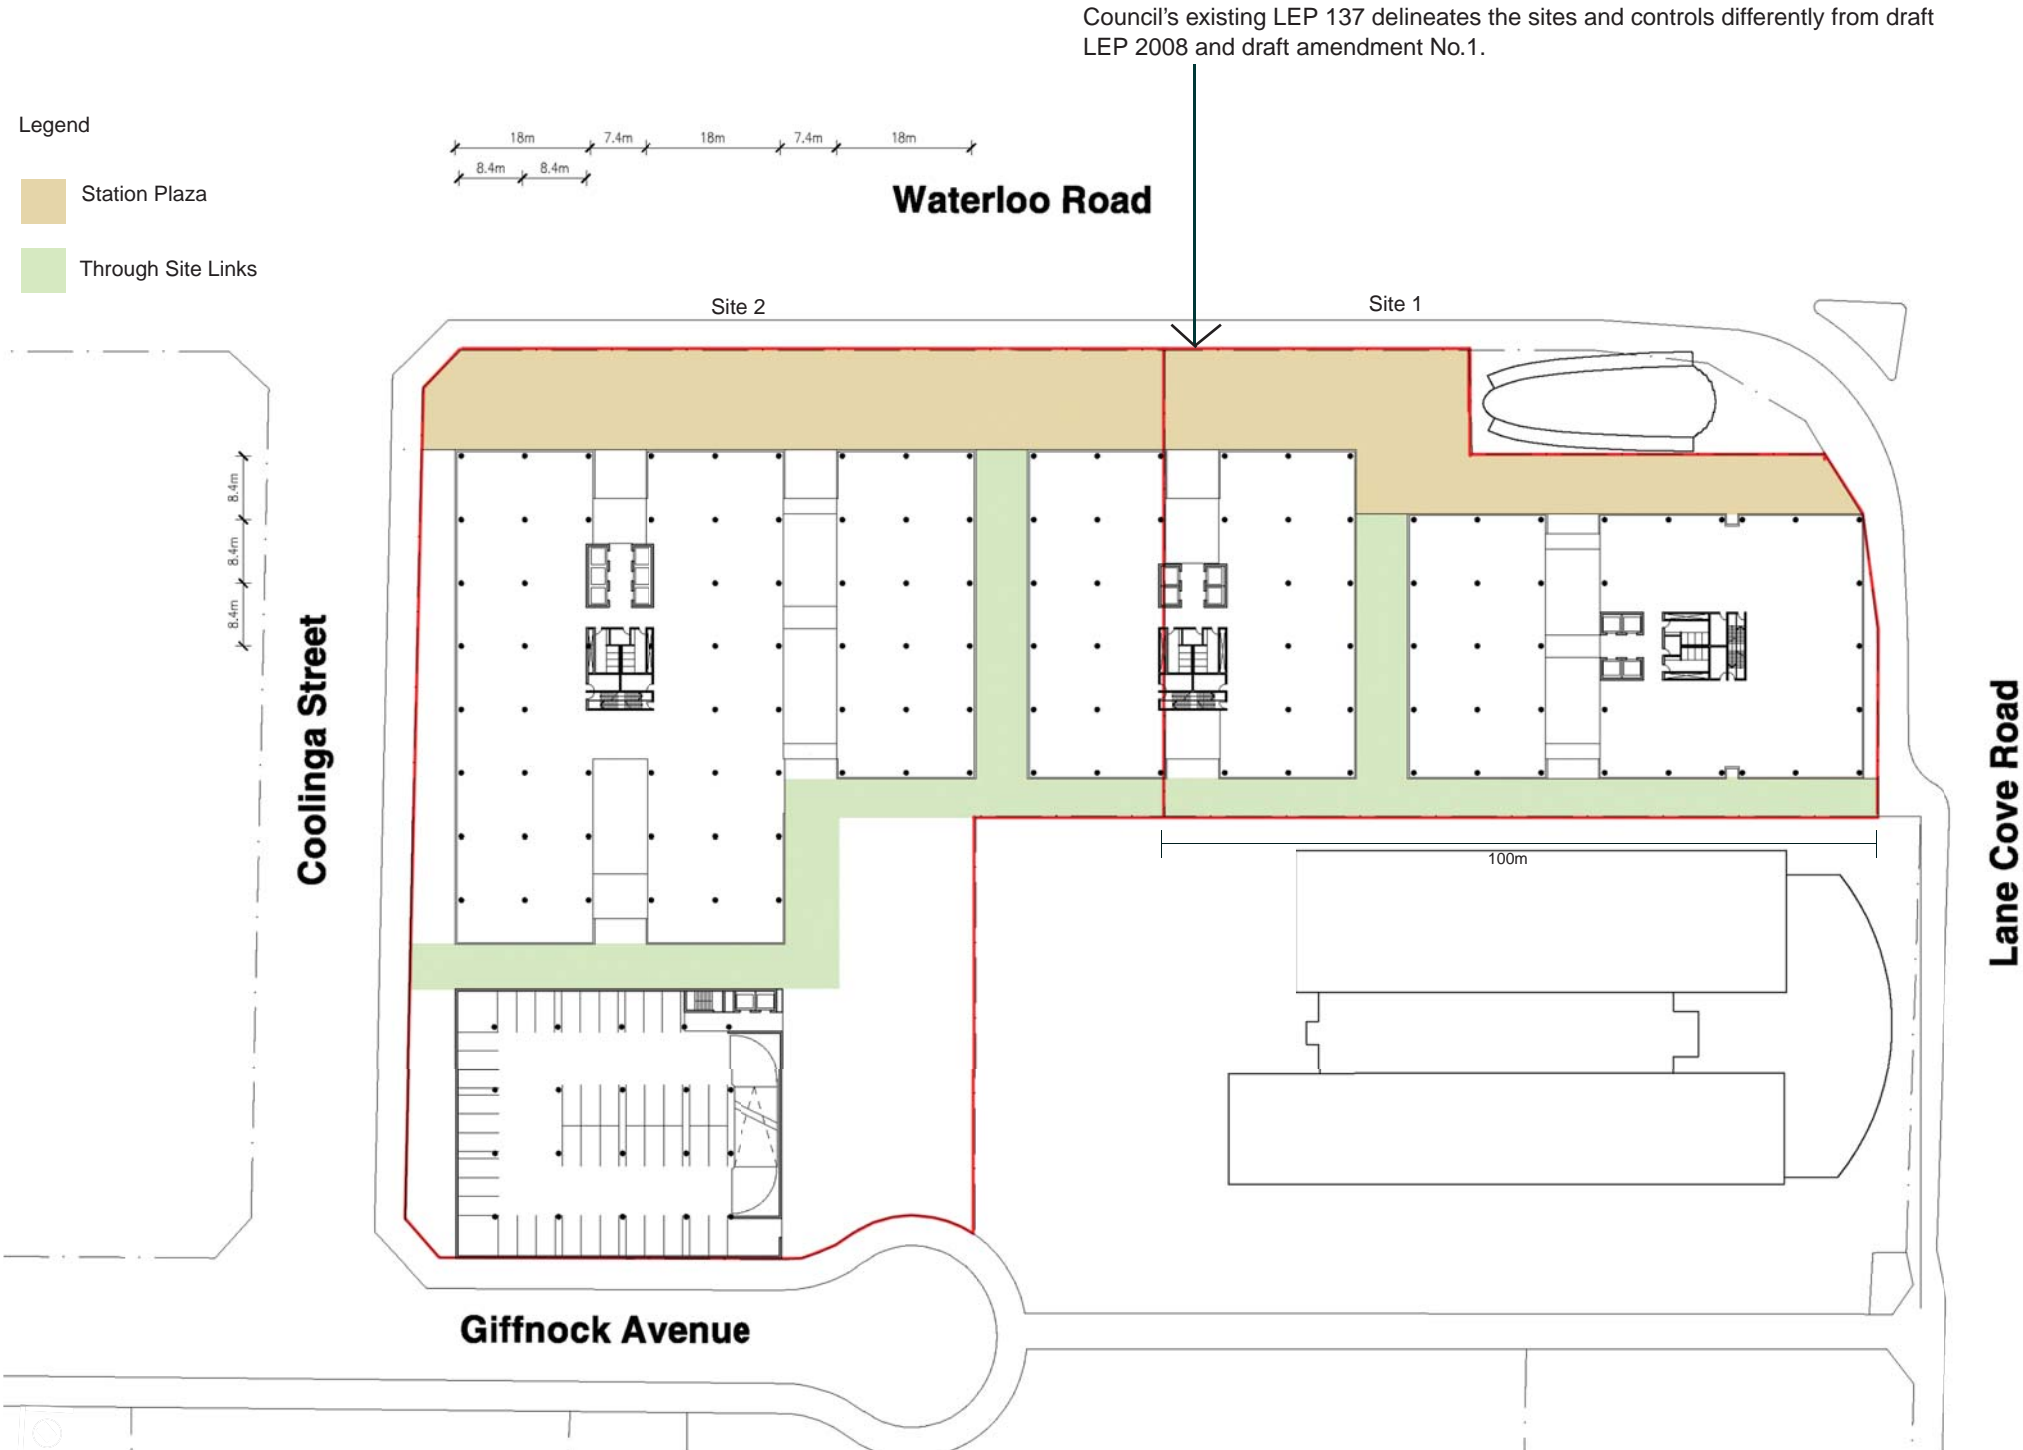 Council’s existing LEP 137 delineates the sites and controls differently from draft
LEP 2008 and draft amendment No.1.
Legend
Station Plaza
Through Site Links
18m 7.4m 18m 7.4m 18m
8.4m 8.4m
Waterloo Road
Site 2
Site 1
8.4m
8.4m
8.4m
Coolinga Street
Lane Cove Road
100m
Giffnock Avenue